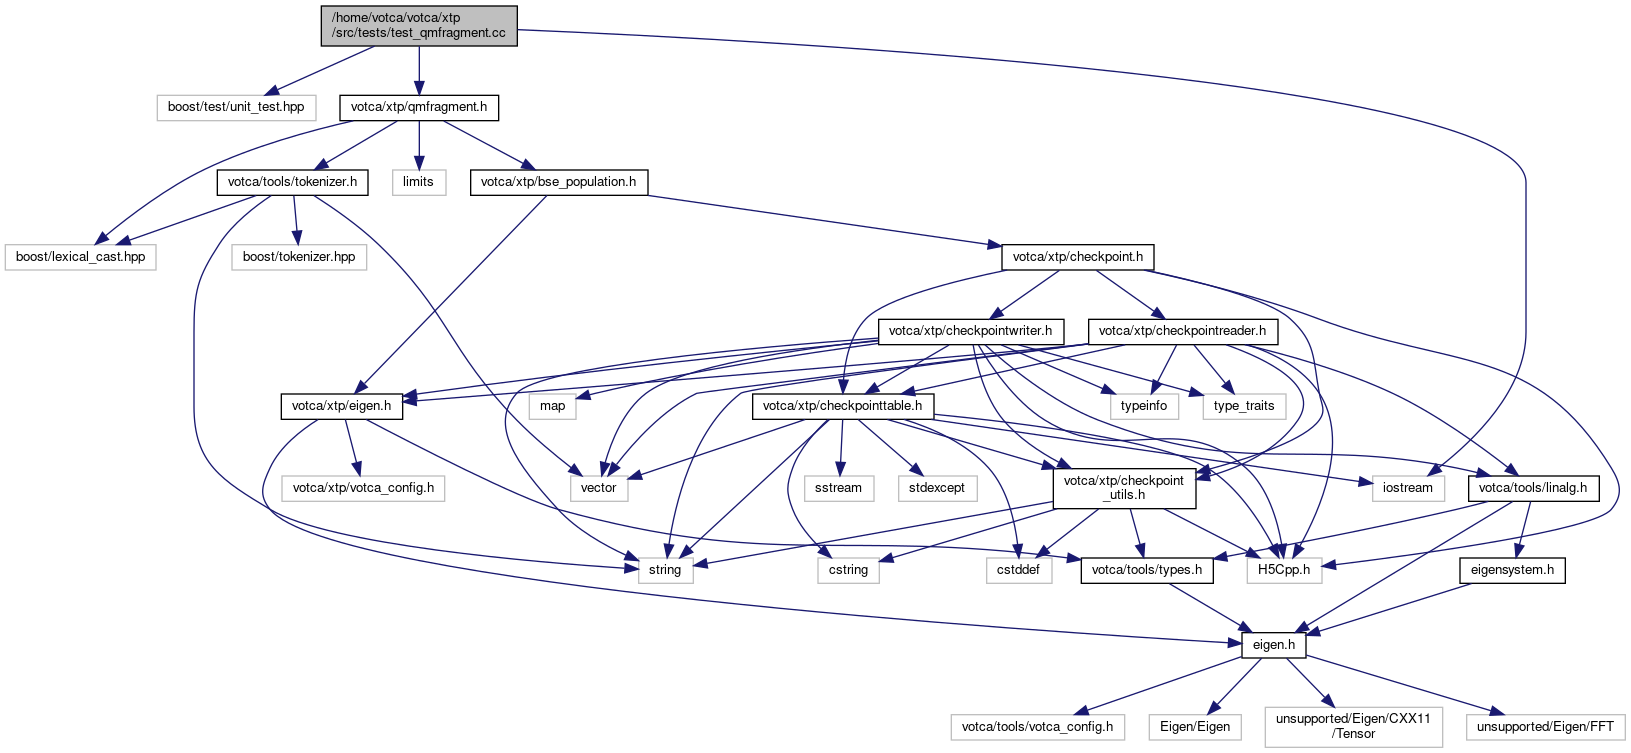 /home/votca/votca/xtp
/src/tests/test_qmfragment.cc
boost/test/unit_test.hpp
votca/xtp/qmfragment.h
votca/tools/tokenizer.h
limits
votca/xtp/bse_population.h
boost/lexical_cast.hpp
boost/tokenizer.hpp
votca/xtp/checkpoint.h
votca/xtp/checkpointwriter.h
votca/xtp/checkpointreader.h
votca/xtp/eigen.h
map
votca/xtp/checkpointtable.h
typeinfo
type_traits
votca/xtp/votca_config.h
vector
sstream
stdexcept
votca/xtp/checkpoint
_utils.h
iostream
votca/tools/linalg.h
string
cstring
cstddef
votca/tools/types.h
H5Cpp.h
eigensystem.h
eigen.h
votca/tools/votca_config.h
Eigen/Eigen
unsupported/Eigen/CXX11
/Tensor
unsupported/Eigen/FFT